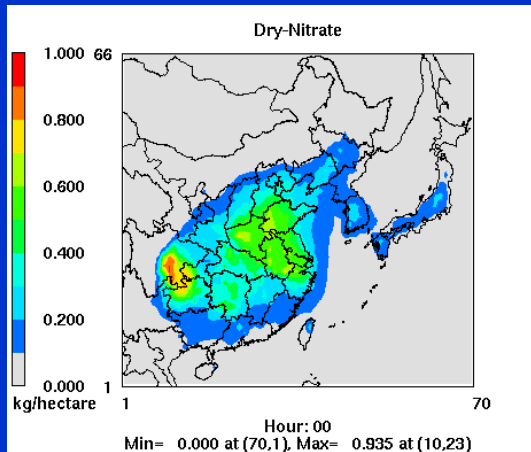 Dry-Nitrate
1.000
0.800
0.600
0.400
0.200
0.000
kg/hectare
66
1
1
70
Hour: 00
Min= 0.000 at (70,1), Max= 0.935 at (10,23)